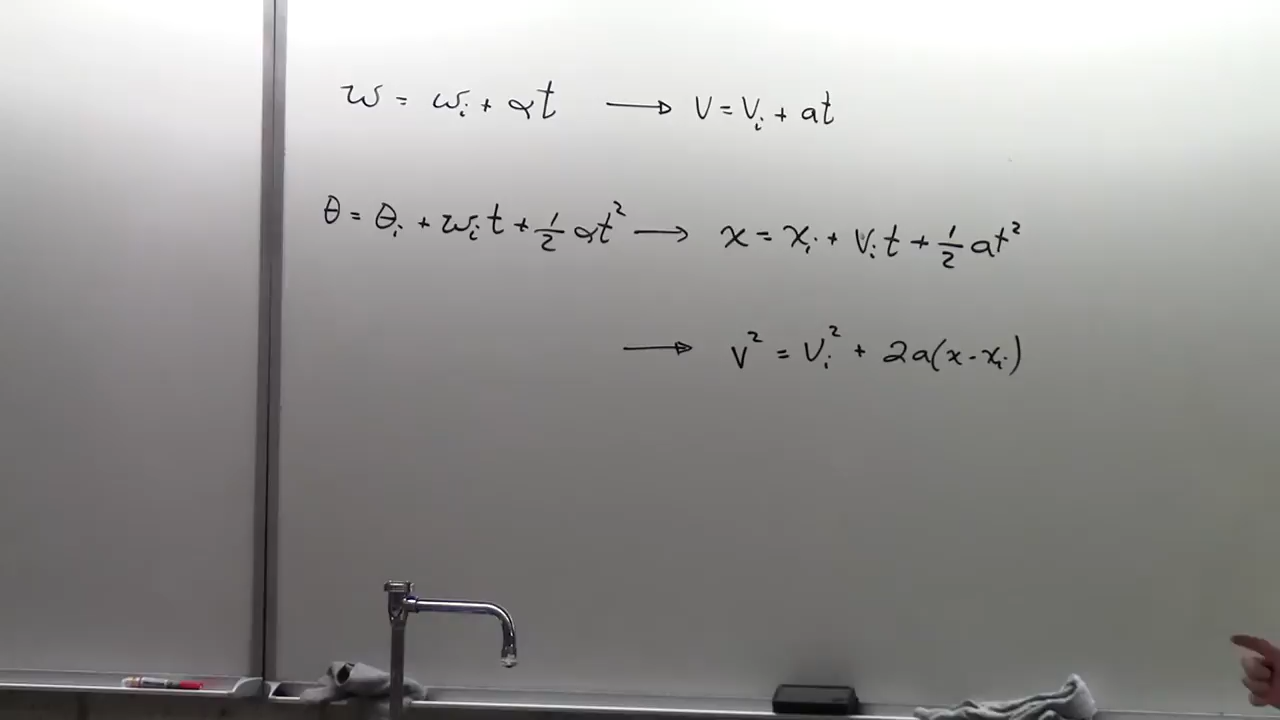 ω = ωᵢ + αt → v = vᵢ + at
θ = θᵢ + ωᵢt + ½αt² → x = xᵢ + vᵢt + ½at²
→ v² = vᵢ² + 2a(x - xᵢ)